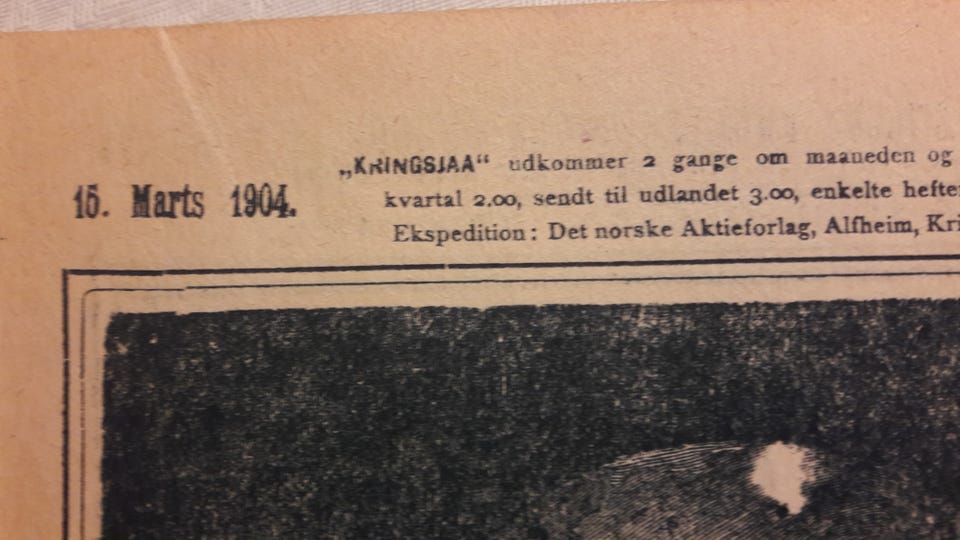 „KRINGSJAA“ udkommer 2 gange om maaneden og
15. Marts 1904.
kvartal 2.00, sendt til udlandet 3.00, enkelte hefter
Ekspedition: Det norske Aktieforlag, Alfheim, Kri